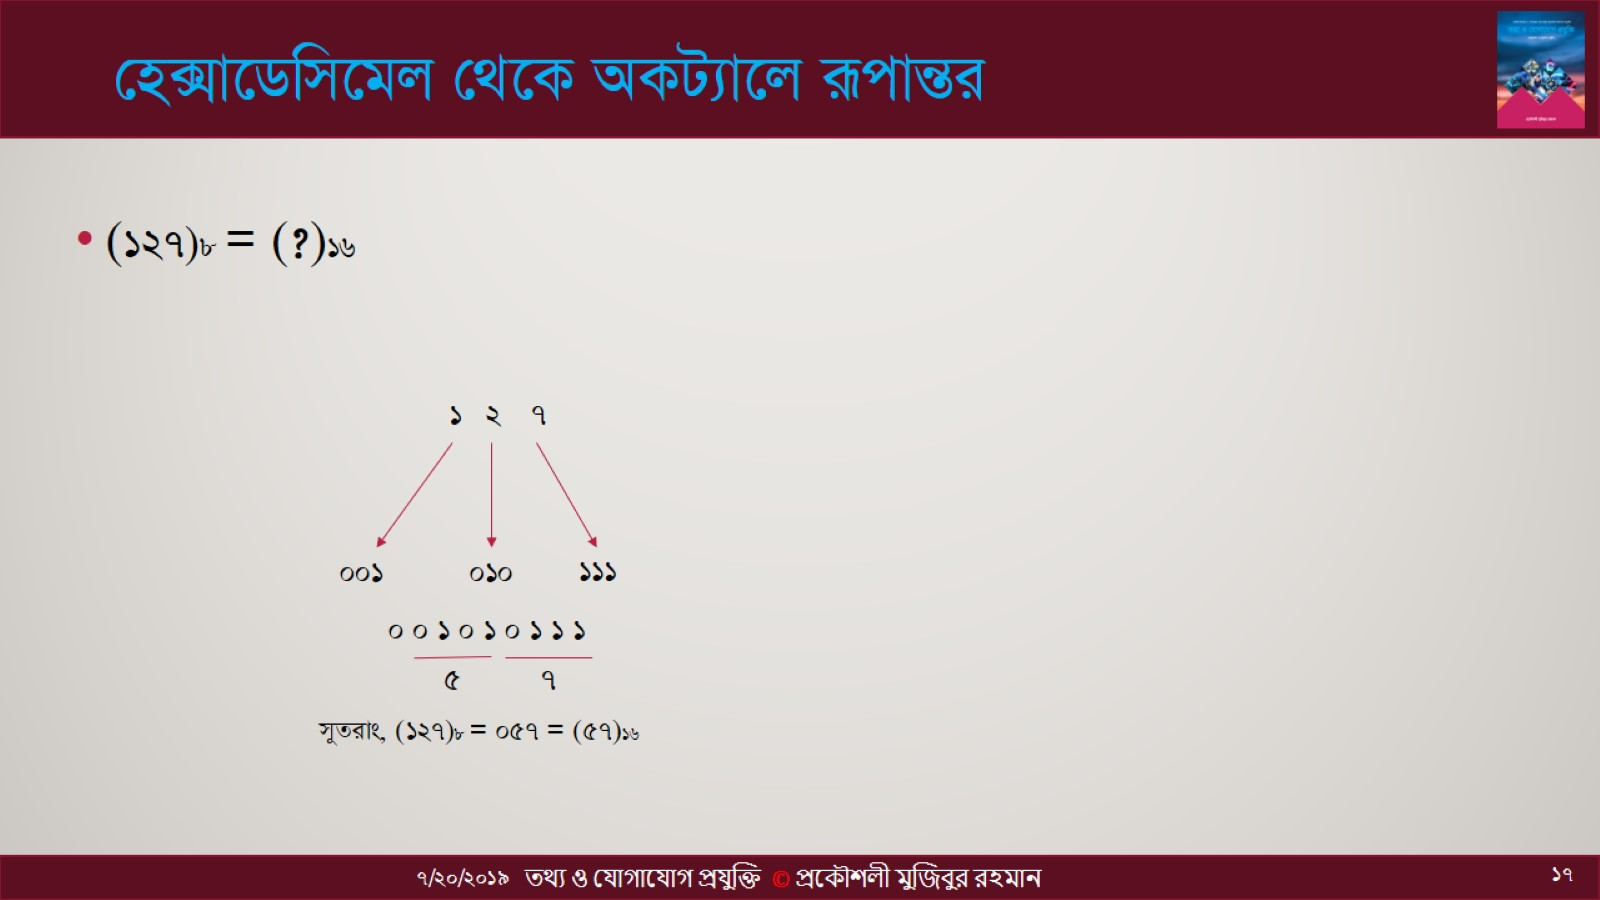 হেক্সাডেসিমেল থেকে অকট্যালে রূপান্তর
• (১২৭)৮ = (?)১৬
১ ২ ৭
০০১ ০১০ ১১১
০ ০ ১ ০ ১ ০ ১ ১ ১
৫ ৭
সুতরাং, (১২৭)৮ = ০৫৭ = (৫৭)১৬
৭/২০/২০১৯ তথ্য ও যোগাযোগ প্রযুক্তি © প্রকৌশলী মুজিবুর রহমান ১৭